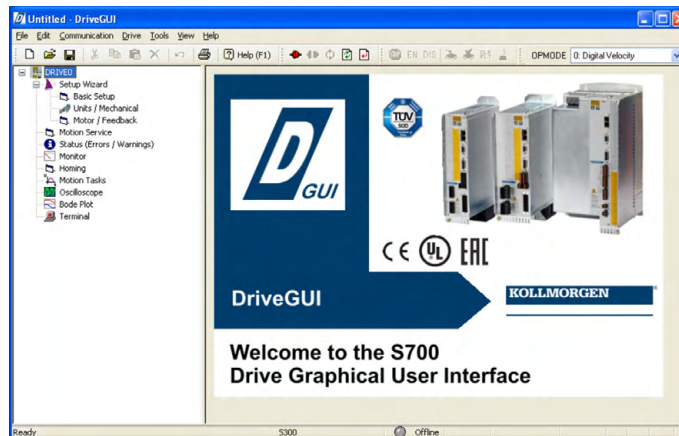 Untitled - DriveGUI
File Edit Communication Drive Tools View Help
Help (F1) EN DIS OPMODE 0: Digital Velocity
DRIVE0
Setup Wizard
Basic Setup
Units / Mechanical
Motor / Feedback
Motion Service
Status (Errors / Warnings)
Monitor
Homing
Motion Tasks
Oscilloscope
Bode Plot
Terminal
D
GUI
TÜV
SÜD
CE UL EAC
DriveGUI
KOLLMORGEN
Welcome to the S700
Drive Graphical User Interface
Ready S300 Offline